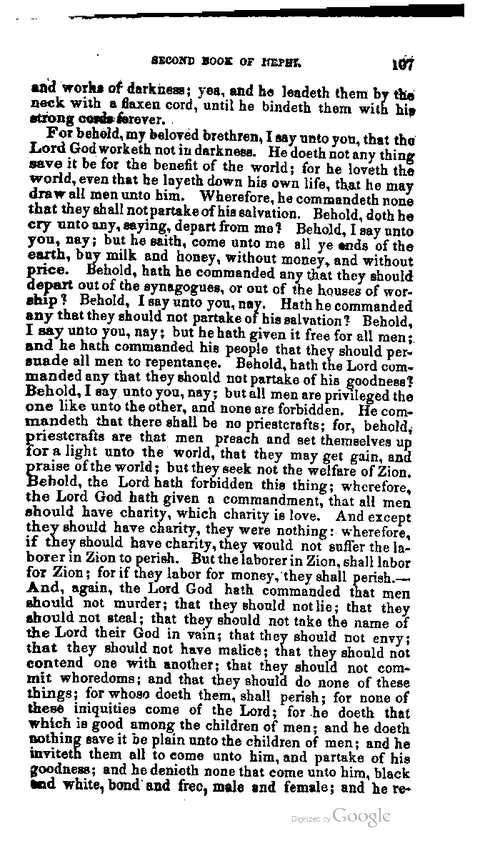 SECOND BOOK OF NEPHI. 107
and works of darkness; yea, and he leadeth them by the
neck with a flaxen cord, until he bindeth them with his
strong cords forever.
For behold, my beloved brethren, I say unto you, that the
Lord God worketh not in darkness. He doeth not any thing
save it be for the benefit of the world; for he loveth the
world, even that he layeth down his own life, that he may
draw all men unto him. Wherefore, he commandeth none
that they shall not partake of his salvation. Behold, doth he
cry unto any, saying, depart from me? Behold, I say unto
you, nay; but he saith, come unto me all ye ends of the
earth, buy milk and honey, without money, and without
price. Behold, hath he commanded any that they should
depart out of the synagogues, or out of the houses of wor-
ship? Behold, I say unto you, nay. Hath he commanded
any that they should not partake of his salvation? Behold,
I say unto you, nay; but he hath given it free for all men;
and he hath commanded his people that they should per-
suade all men to repentance. Behold, hath the Lord com-
manded any that they should not partake of his goodness?
Behold, I say unto you, nay; but all men are privileged the
one like unto the other, and none are forbidden. He com-
mandeth that there shall be no priestcrafts; for, behold,
priestcrafts are that men preach and set themselves up
for a light unto the world, that they may get gain, and
praise of the world; but they seek not the welfare of Zion.
Behold, the Lord hath forbidden this thing; wherefore,
the Lord God hath given a commandment, that all men
should have charity, which charity is love. And except
they should have charity, they were nothing: wherefore,
if they should have charity, they would not suffer the la-
borer in Zion to perish. But the laborer in Zion, shall labor
for Zion; for if they labor for money, they shall perish.—
And, again, the Lord God hath commanded that men
should not murder; that they should not lie; that they
should not steal; that they should not take the name of
the Lord their God in vain; that they should not envy;
that they should not have malice; that they should not
contend one with another; that they should not com-
mit whoredoms; and that they should do none of these
things; for whoso doeth them, shall perish; for none of
these iniquities come of the Lord; for he doeth that
which is good among the children of men; and he doeth
nothing save it be plain unto the children of men; and he
inviteth them all to come unto him, and partake of his
goodness; and he denieth none that come unto him, black
and white, bond and free, male and female; and he re-
Digitized by Google